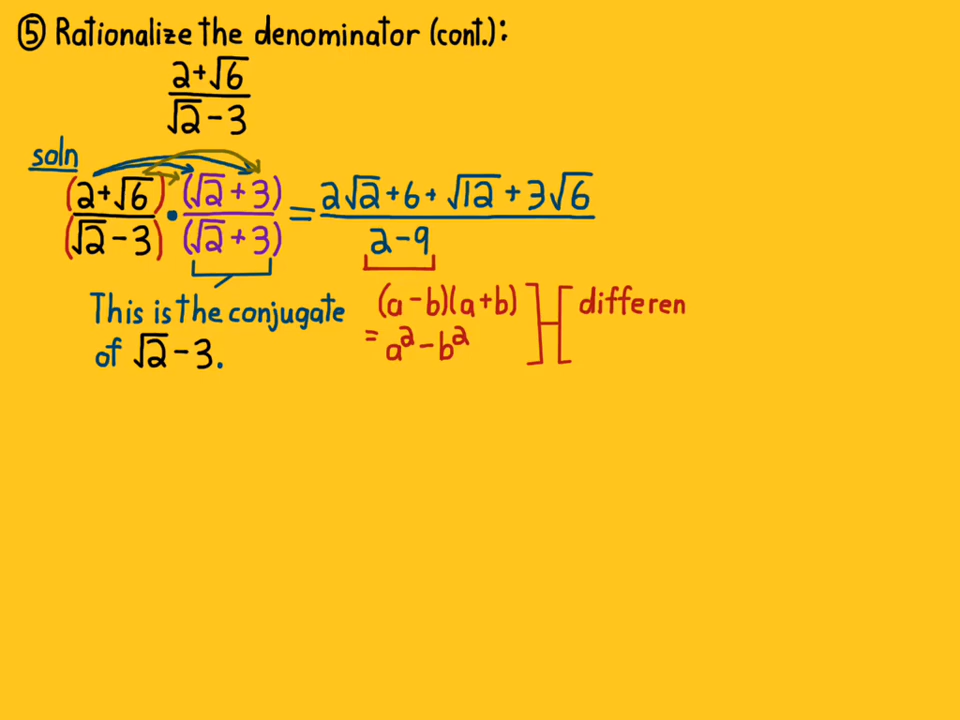 ⑤ Rationalize the denominator (cont.):
2+√6
√2-3
soln
(2+√6) • (√2+3) = 2√2+6+√12+3√6
(√2-3) (√2+3) 2-9
This is the conjugate
of √2-3.
(a-b)(a+b)
=a²-b²
differen